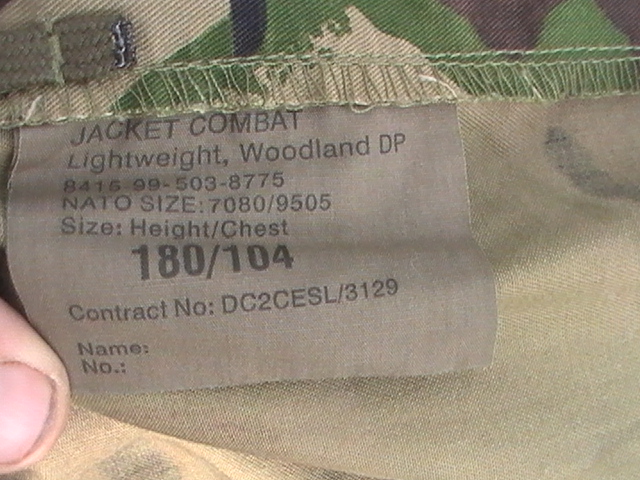 JACKET COMBAT
Lightweight, Woodland DP
8415-99-503-8775
NATO SIZE: 7080/9505
Size: Height/Chest
180/104
Contract No: DC2CESL/3129
Name:
No.: